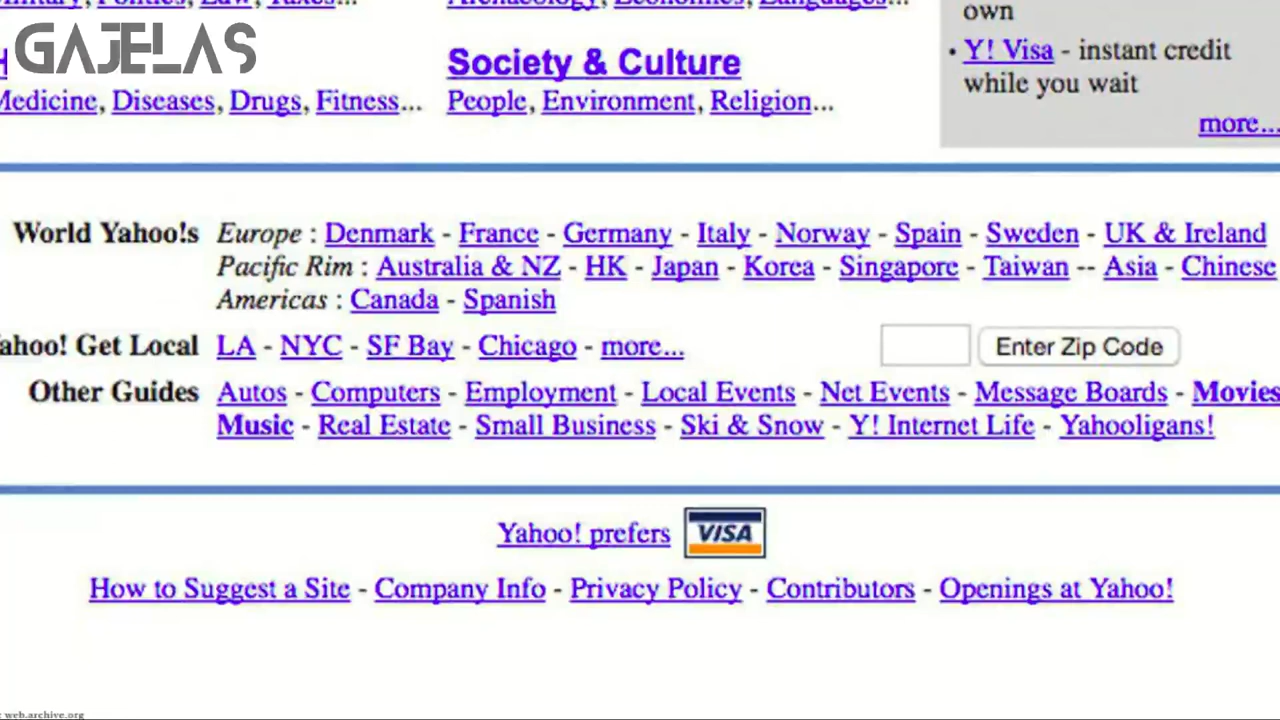 GAJELAS
Society & Culture
Medicine, Diseases, Drugs, Fitness...
People, Environment, Religion...
own
• Y! Visa - instant credit
while you wait
more...
World Yahoo!s Europe : Denmark - France - Germany - Italy - Norway - Spain - Sweden - UK & Ireland
Pacific Rim : Australia & NZ - HK - Japan - Korea - Singapore - Taiwan -- Asia - Chinese
Americas : Canada - Spanish
ahoo! Get Local LA - NYC - SF Bay - Chicago - more... Enter Zip Code
Other Guides Autos - Computers - Employment - Local Events - Net Events - Message Boards - Movies
Music - Real Estate - Small Business - Ski & Snow - Y! Internet Life - Yahooligans!
Yahoo! prefers VISA
How to Suggest a Site - Company Info - Privacy Policy - Contributors - Openings at Yahoo!
: web.archive.org